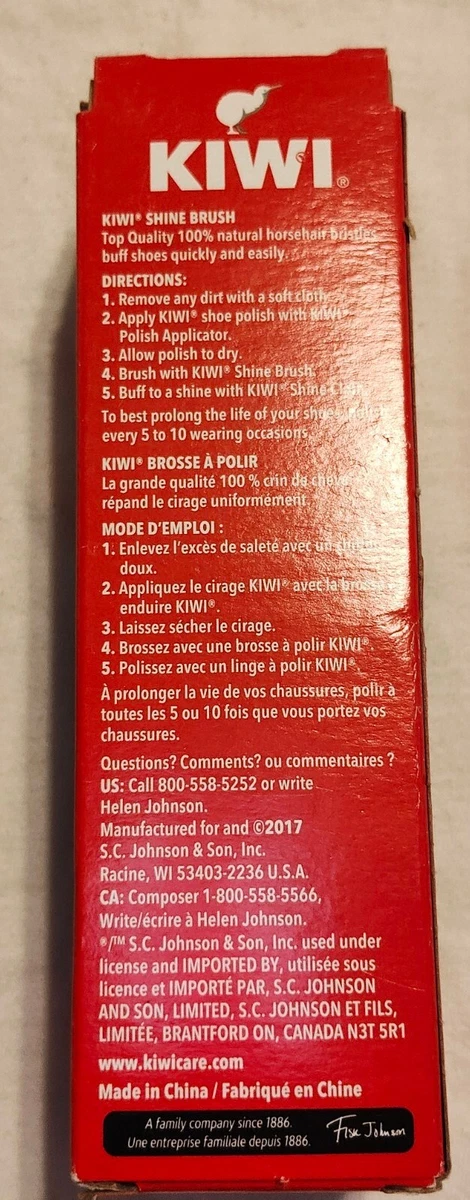 KIWI®
KIWI® SHINE BRUSH
Top Quality 100% natural horsehair bristles
buff shoes quickly and easily.
DIRECTIONS:
1. Remove any dirt with a soft cloth.
2. Apply KIWI® shoe polish with KIWI®
Polish Applicator.
3. Allow polish to dry.
4. Brush with KIWI® Shine Brush.
5. Buff to a shine with KIWI® Shine Cloth.
To best prolong the life of your shoes, polish
every 5 to 10 wearing occasions.
KIWI® BROSSE À POLIR
La grande qualité 100 % crin de cheval
répand le cirage uniformément.
MODE D'EMPLOI :
1. Enlevez l'excès de saleté avec un chiffon
doux.
2. Appliquez le cirage KIWI® avec la brosse à
enduire KIWI®.
3. Laissez sécher le cirage.
4. Brossez avec une brosse à polir KIWI®.
5. Polissez avec un linge à polir KIWI®.
À prolonger la vie de vos chaussures, polir à
toutes les 5 ou 10 fois que vous portez vos
chaussures.
Questions? Comments? ou commentaires ?
US: Call 800-558-5252 or write
Helen Johnson.
Manufactured for and ©2017
S.C. Johnson & Son, Inc.
Racine, WI 53403-2236 U.S.A.
CA: Composer 1-800-558-5566,
Write/écrire à Helen Johnson.
®/™ S.C. Johnson & Son, Inc. used under
license and IMPORTED BY, utilisée sous
licence et IMPORTÉ PAR, S.C. JOHNSON
AND SON, LIMITED, S.C. JOHNSON ET FILS,
LIMITÉE, BRANTFORD ON, CANADA N3T 5R1
www.kiwicare.com
Made in China / Fabriqué en Chine
A family company since 1886.
Une entreprise familiale depuis 1886.
Fisk Johnson